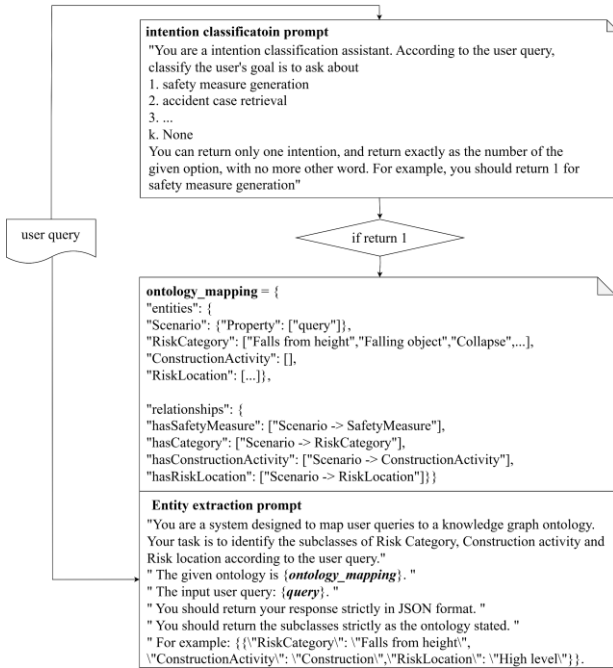 intention classificatoin prompt
"You are a intention classification assistant. According to the user query,
classify the user's goal is to ask about
1. safety measure generation
2. accident case retrieval
3. ...
k. None
You can return only one intention, and return exactly as the number of the
given option, with no more other word. For example, you should return 1 for
safety measure generation"
user query
if return 1
ontology_mapping = {
"entities": {
"Scenario": {"Property": ["query"]},
"RiskCategory": ["Falls from height","Falling object","Collapse",...],
"ConstructionActivity": [],
"RiskLocation": [...]},
"relationships": {
"hasSafetyMeasure": ["Scenario -> SafetyMeasure"],
"hasCategory": ["Scenario -> RiskCategory"],
"hasConstructionActivity": ["Scenario -> ConstructionActivity"],
"hasRiskLocation": ["Scenario -> RiskLocation"]}}
Entity extraction prompt
"You are a system designed to map user queries to a knowledge graph ontology.
Your task is to identify the subclasses of Risk Category, Construction activity and
Risk location according to the user query."
" The given ontology is {ontology_mapping}. "
" The input user query: {query}. "
" You should return your response strictly in JSON format. "
" You should return the subclasses strictly as the ontology stated. "
" For example: {{\"RiskCategory\": \"Falls from height\",
\"ConstructionActivity\": \"Construction\",\"RiskLocation\": \"High level\"}}.